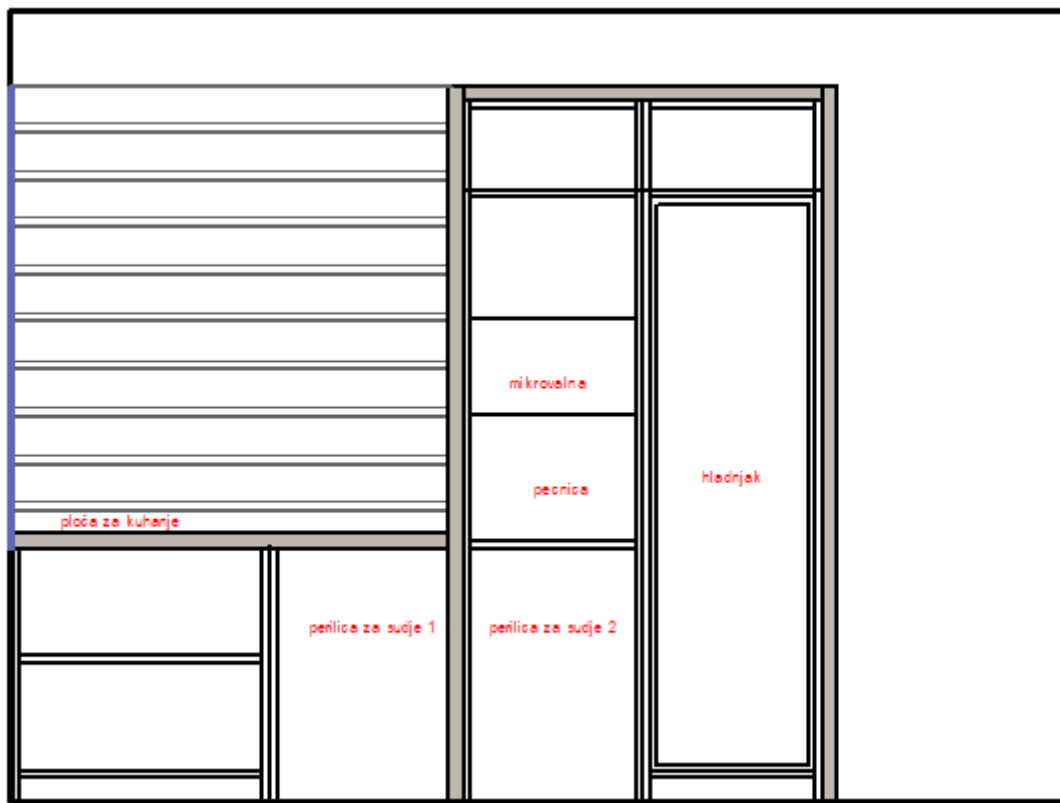 mikrovalna
pecnica
hladnjak
ploča za kuhanje
perilica za sudje 1
perilica za sudje 2